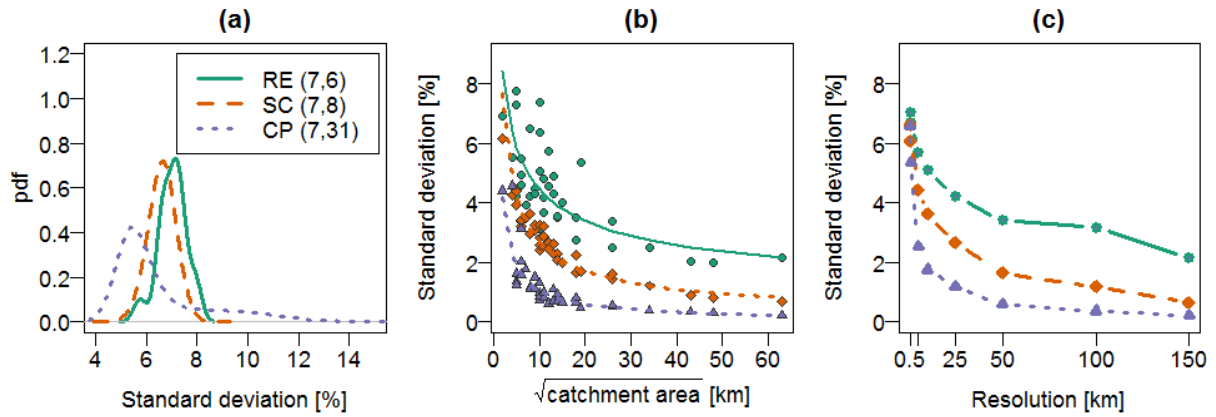 (a)
pdf
1.2
1.0
0.8
0.6
0.4
0.2
0.0
RE (7,6)
SC (7,8)
CP (7,31)
4 6 8 10 12 14
Standard deviation [%]
(b)
Standard deviation [%]
8
6
4
2
0
0 10 20 30 40 50 60
√catchment area [km]
(c)
Standard deviation [%]
8
6
4
2
0
0.5 5 25 50 100 150
Resolution [km]